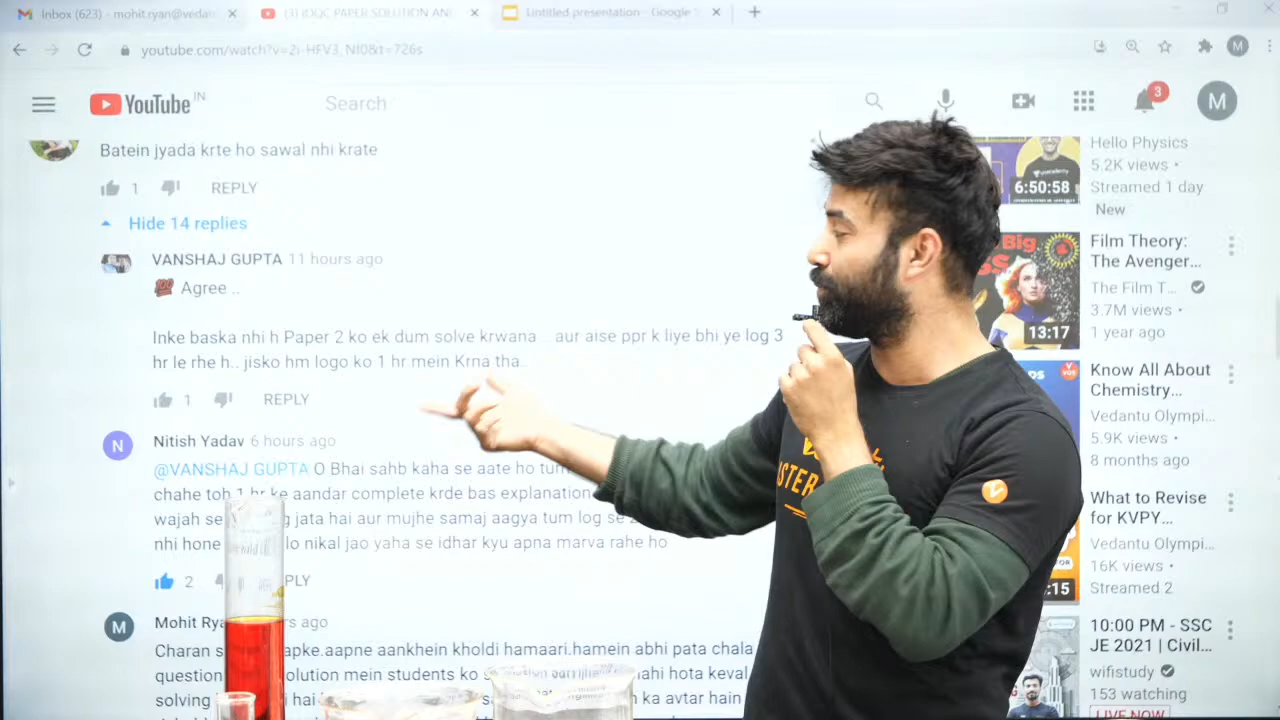 Inbox (623) - mohit.ryan@vedan
(3) IOQC PAPER SOLUTION AN
Untitled presentation - Google S
youtube.com/watch?v=2i-HFV3_NI0&t=726s
M
YouTube IN
Search
3
M
Batein jyada krte ho sawal nhi krate
1 REPLY
Hide 14 replies
VANSHAJ GUPTA 11 hours ago
💯 Agree ..
Inke baska nhi h Paper 2 ko ek dum solve krwana ...aur aise ppr k liye bhi ye log 3
hr le rhe h.. jisko hm logo ko 1 hr mein Krna tha..
1 REPLY
N
Nitish Yadav 6 hours ago
@VANSHAJ GUPTA O Bhai sahb kaha se aate ho tum
chahe toh 1 hr ke aandar complete krde bas explanation
wajah se jata hai aur mujhe samaj aagya tum log se
nhi hone lo nikal jao yaha se idhar kyu apna marva rahe ho
2 PLY
M
Mohit Rya ago
Charan s apke.aapne aankhein kholdi hamaari.hamein abhi pata chala
question olution mein students ko ahi hota keval
solving i hai ka avtar hain
Hello Physics
5.2K views •
Streamed 1 day
New
6:50:58
Big
Film Theory:
The Avenger...
The Film T...
3.7M views •
1 year ago
13:17
Know All About
Chemistry...
Vedantu Olympi...
5.9K views •
8 months ago
What to Revise
for KVPY...
Vedantu Olympi...
16K views •
Streamed 2
:15
10:00 PM - SSC
JE 2021 | Civil...
wifistudy
153 watching
LIVE NOW
STER
V